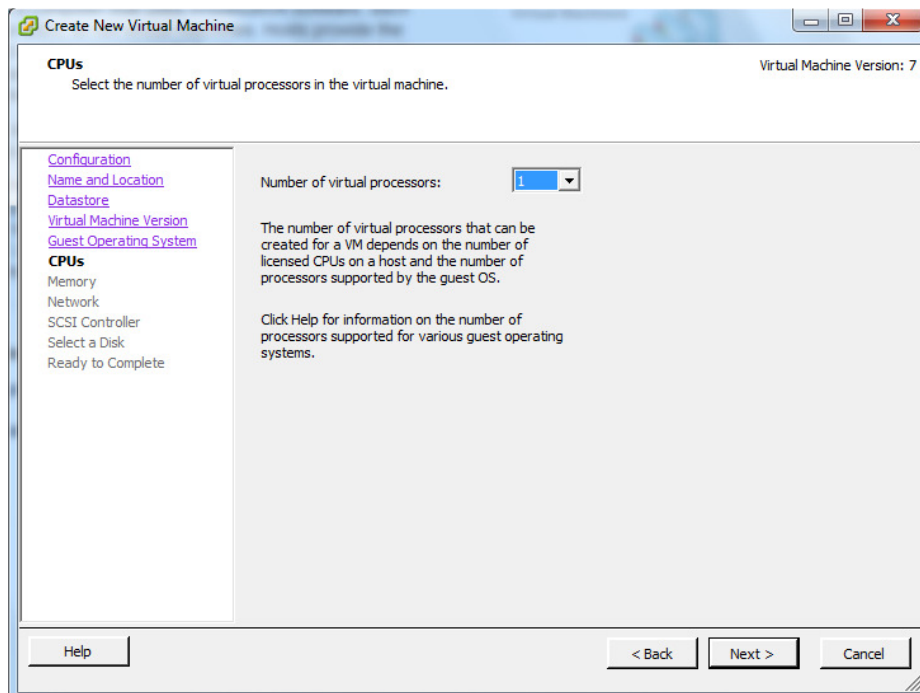 Create New Virtual Machine
CPUs
Select the number of virtual processors in the virtual machine.
Virtual Machine Version: 7
Configuration
Name and Location
Datastore
Virtual Machine Version
Guest Operating System
CPUs
Memory
Network
SCSI Controller
Select a Disk
Ready to Complete
Number of virtual processors: 1
The number of virtual processors that can be
created for a VM depends on the number of
licensed CPUs on a host and the number of
processors supported by the guest OS.
Click Help for information on the number of
processors supported for various guest operating
systems.
Help
< Back
Next >
Cancel